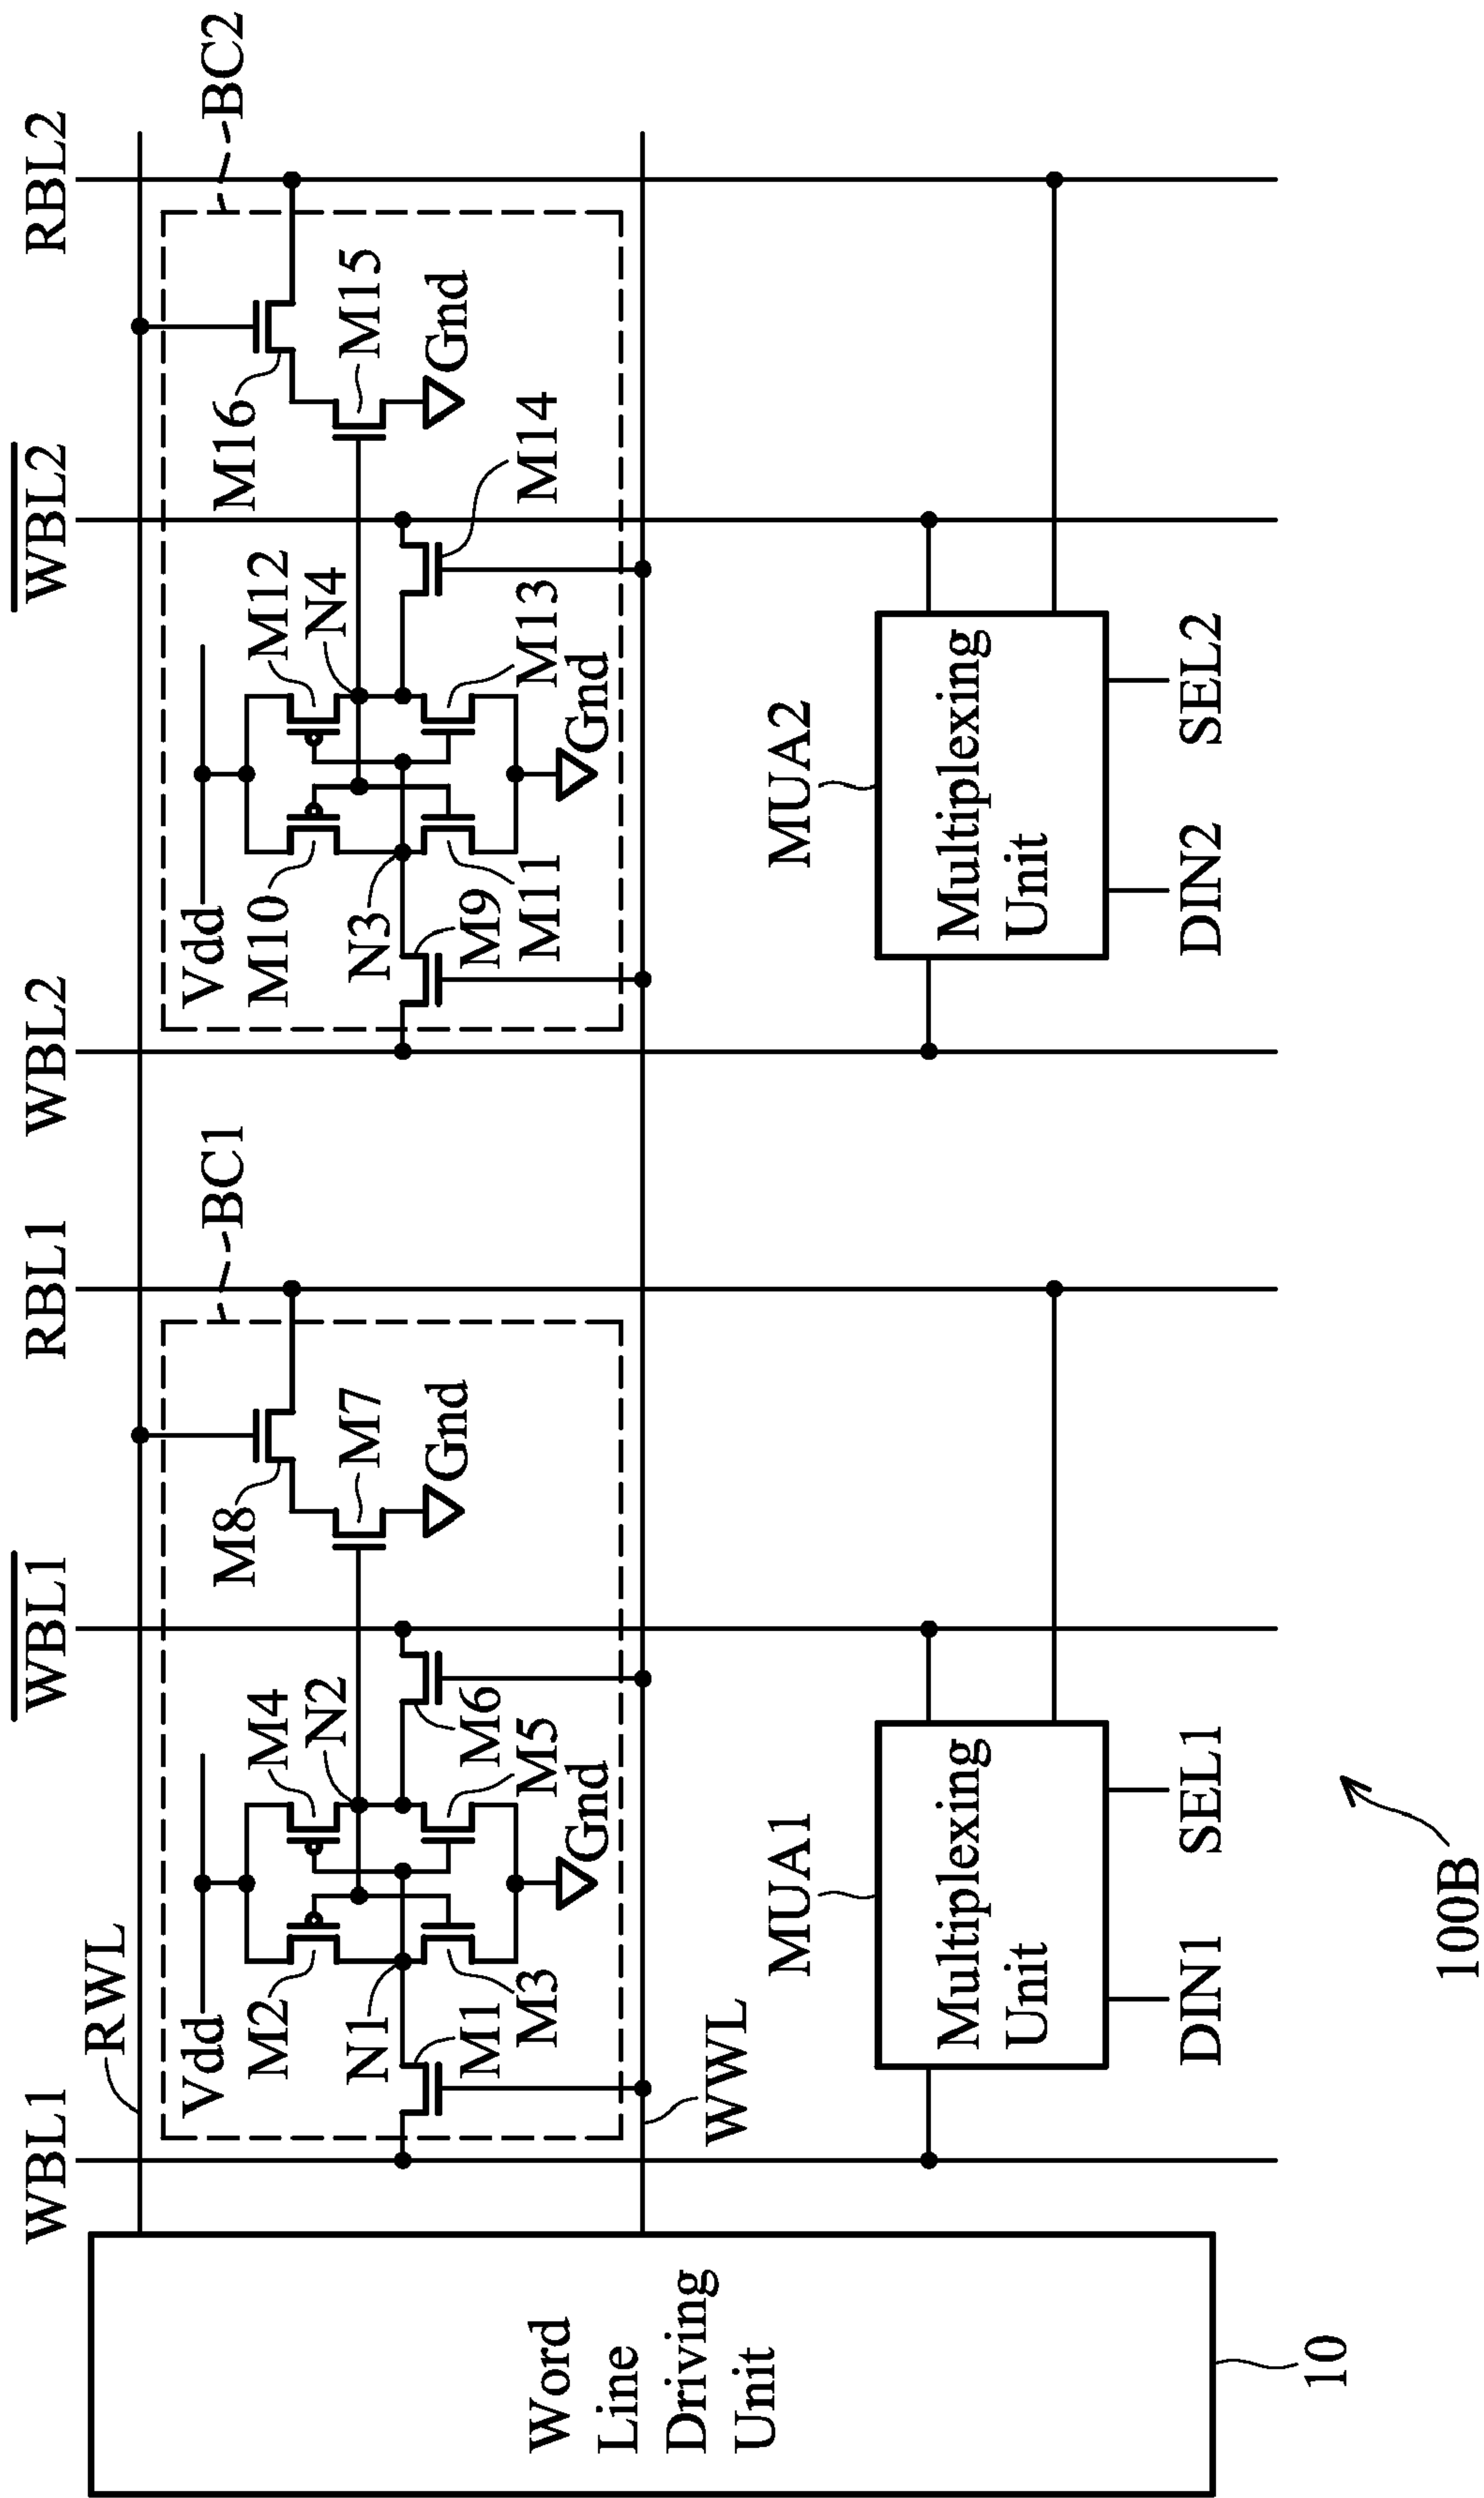 WBL1
WBL1
RBL1
WBL2
WBL2
RBL2
RWL
BC1
BC2
Vdd
M8
Vdd
M16
M2
M4
M10
M12
N2
N4
N1
M7
N3
M15
Gnd
Gnd
M1
M6
M9
M3
M5
M11
M13
M14
Gnd
Gnd
WWL
MUA1
MUA2
Word
Line
Driving
Unit
Multiplexing
Unit
Multiplexing
Unit
DIN1
SEL1
DIN2
SEL2
10
100B